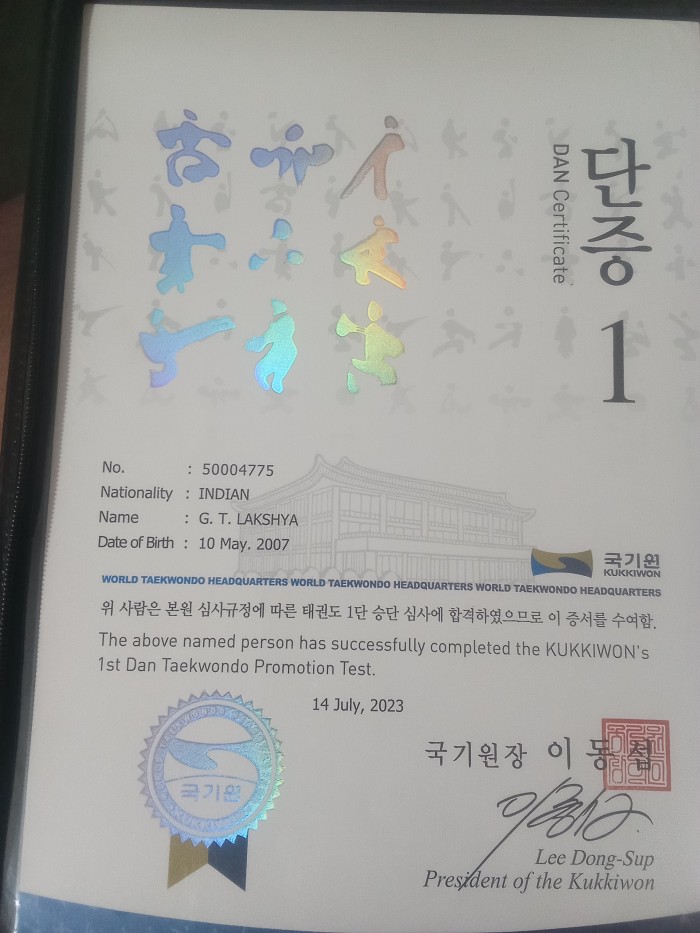 단증
DAN Certificate
1
No. : 50004775
Nationality : INDIAN
Name : G. T. LAKSHYA
Date of Birth : 10 May. 2007
국기원
KUKKIWON
WORLD TAEKWONDO HEADQUARTERS WORLD TAEKWONDO HEADQUARTERS WORLD TAEKWONDO HEADQUARTERS
위 사람은 본원 심사규정에 따른 태권도 1단 승단 심사에 합격하였으므로 이 증서를 수여함.
The above named person has successfully completed the KUKKIWON's
1st Dan Taekwondo Promotion Test.
14 July, 2023
국기원
국기원장 이동섭
Lee Dong-Sup
President of the Kukkiwon